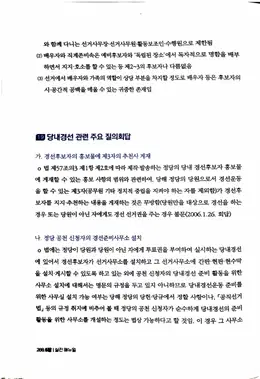 와 함께 다니는 선거사무장·선거사무원·활동보조인·수행원으로 제한됨
⑵ 배우자와 직계존비속은 예비후보자와 '독립된 장소'에서 독자적으로 명함을 배부
하면서 지지·호소를 할 수 있는 등 제2~3의 후보자나 다름없음
⑶ 선거에서 배우자와 가족의 역할이 상당 부분을 차지할 정도로 배우자 등은 후보자의
시·공간적 공백을 메울 수 있는 귀중한 존재임
당내경선 관련 주요 질의회답
가. 경선후보자의 홍보물에 제3자의 추천사 게재
o 법 제57조의3 제1항 제2호에 따라 제작·발송하는 정당의 당내 경선후보자 홍보물
에 게재할 수 있는 홍보 사항의 범위와 관련하여, 당해 정당의 당원으로서 경선운동
을 할 수 있는 제3자(공무원 기타 정치적 중립을 지켜야 하는 자를 제외함)가 경선후
보자를 지지·추천하는 내용을 게재하는 것은 무방함(당원만을 대상으로 경선을 하는
경우 또는 당원이 아닌 자에게도 경선 선거권을 주는 경우 불문(2006.1.26. 회답)
나. 정당 공천 신청자의 경선준비사무소 설치
o 법에는 정당이 당원과 당원이 아닌 자에게 투표권을 부여하여 실시하는 당내경선
에 있어서 경선후보자가 선거사무소를 설치하고 그 선거사무소에 간판·현판·현수막
을 설치·게시할 수 있도록 하고 있는 외에 공천 신청자의 당내경선 준비 활동을 위한
사무소 설치에 대해서는 명문의 규정을 두고 있지 아니하므로 당내경선운동 준비를
위한 사무실 설치 가능 여부는 당해 정당의 당헌·당규에서 정할 사항이나, 「공직선거
법」 등의 규정 취지에 비추어 볼 때 정당의 공천 신청자가 순수하게 당내경선의 준비
활동을 위한 사무소를 개설하는 정도는 법상 가능하다고 할 것임. 이 경우 그 사무소